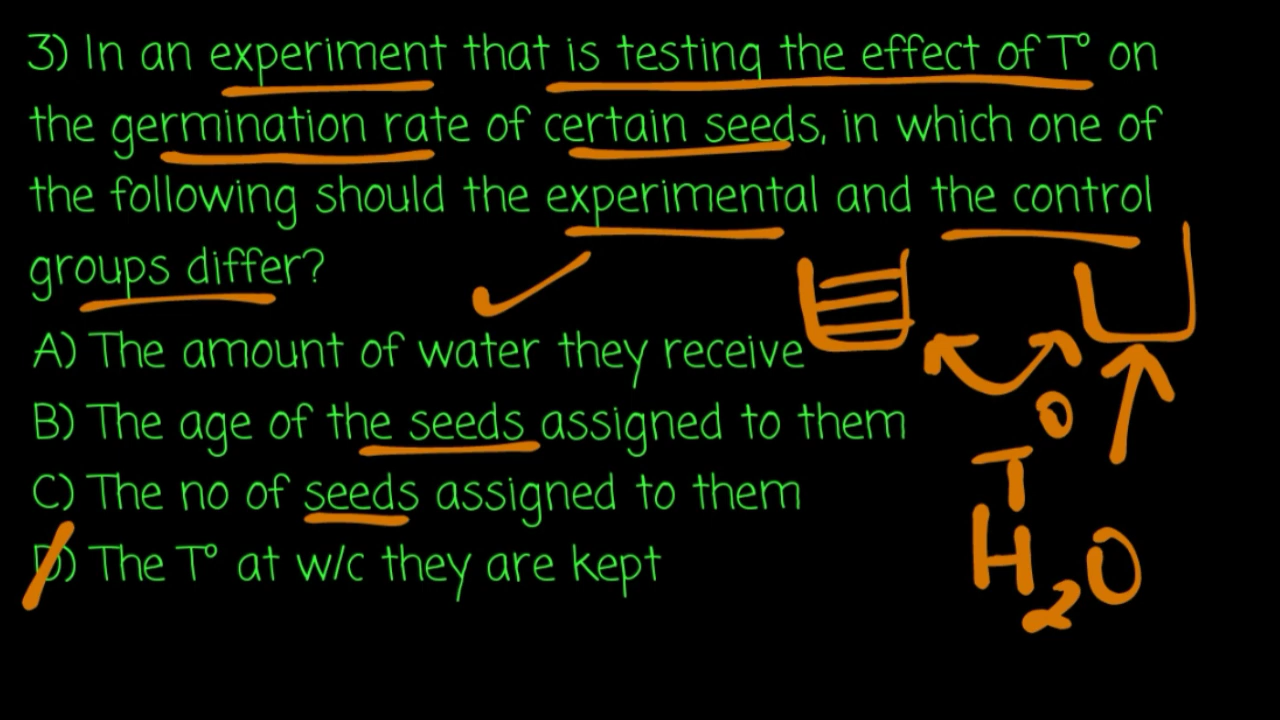 3) In an experiment that is testing the effect of T° on
the germination rate of certain seeds, in which one of
the following should the experimental and the control
groups differ?
A) The amount of water they receive
B) The age of the seeds assigned to them
C) The no of seeds assigned to them
D) The T° at w/c they are kept
T°
H₂O